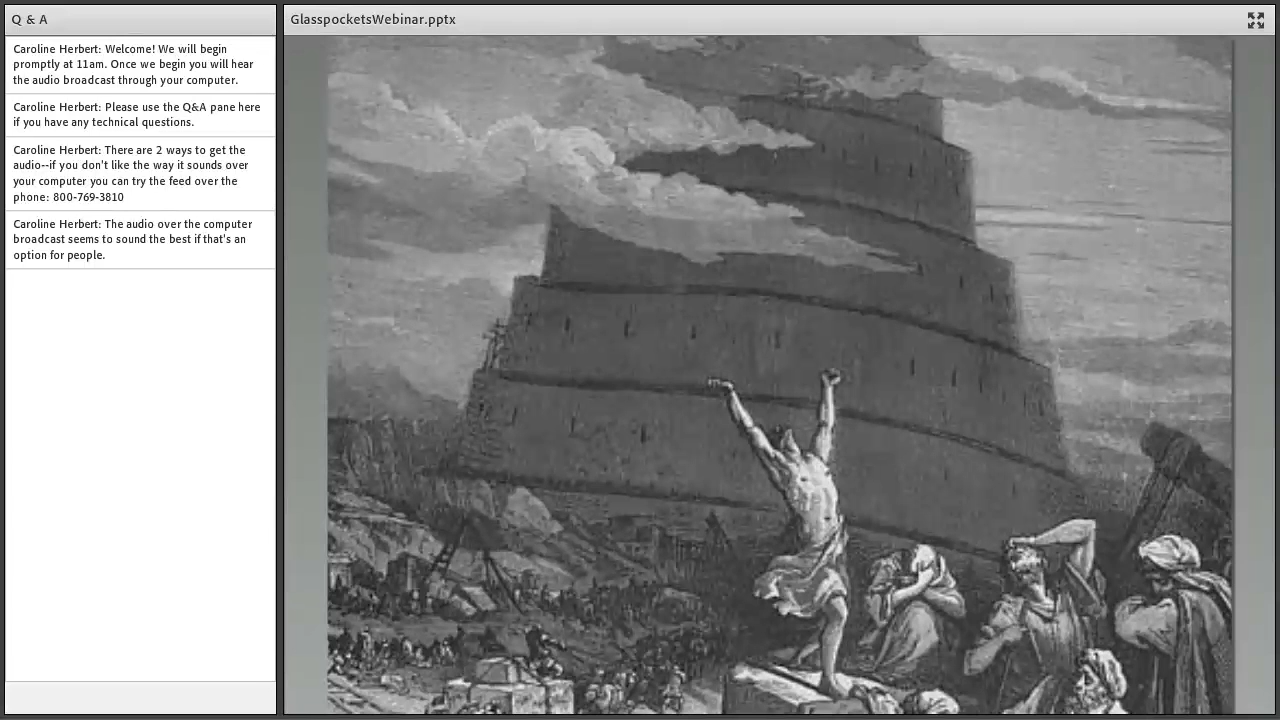 Q & A
Caroline Herbert: Welcome! We will begin
promptly at 11am. Once we begin you will hear
the audio broadcast through your computer.
Caroline Herbert: Please use the Q&A pane here
if you have any technical questions.
Caroline Herbert: There are 2 ways to get the
audio--if you don't like the way it sounds over
your computer you can try the feed over the
phone: 800-769-3810
Caroline Herbert: The audio over the computer
broadcast seems to sound the best if that's an
option for people.
GlasspocketsWebinar.pptx